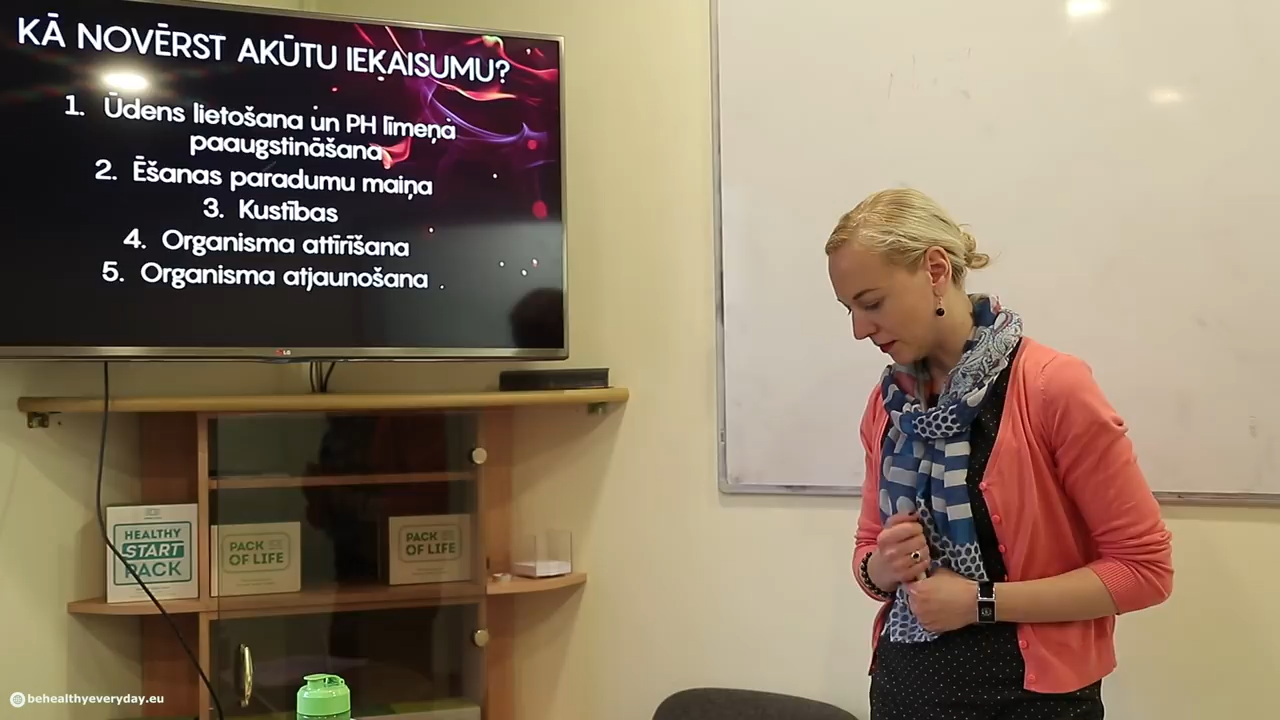 KĀ NOVĒRST AKŪTU IEĶAISUMU?
1. Ūdens lietošana un PH līmeņa
paaugstināšana
2. Ēšanas paradumu maiņa
3. Kustības
4. Organisma attīrīšana
5. Organisma atjaunošana
LG
HEALTHY
START
PACK
PACK
OF LIFE
PACK
OF LIFE
behealthyeveryday.eu